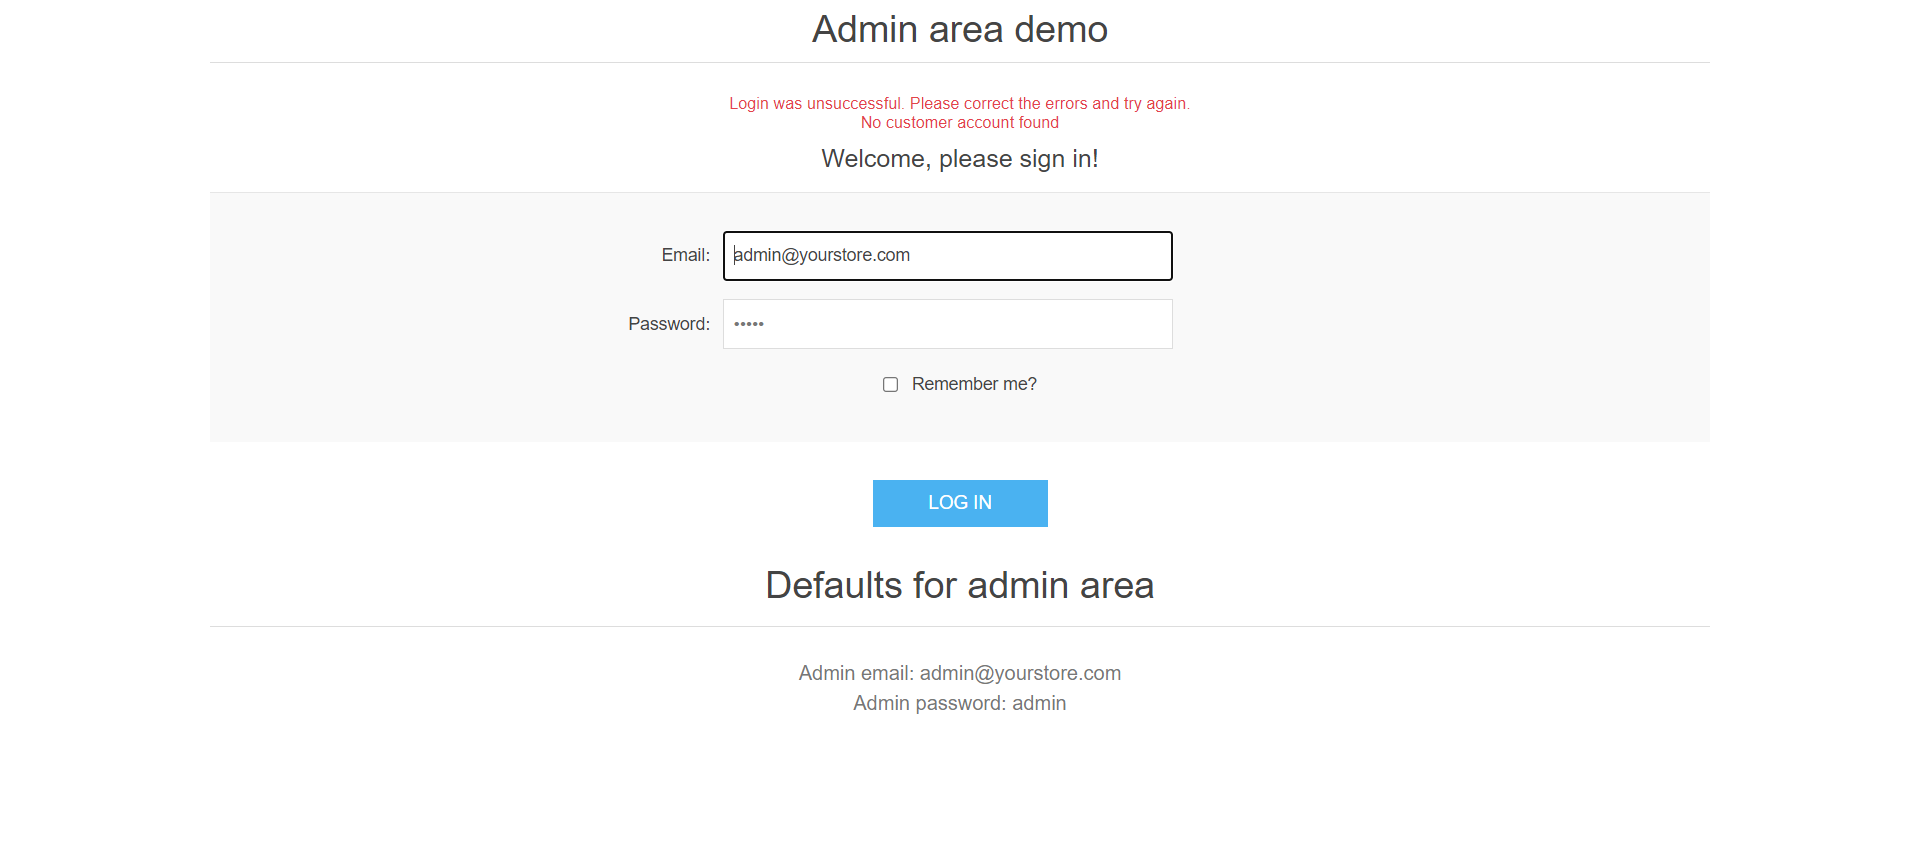 Admin area demo
Login was unsuccessful. Please correct the errors and try again.
No customer account found
Welcome, please sign in!
Email: admin@yourstore.com
Password: •••••
Remember me?
LOG IN
Defaults for admin area
Admin email: admin@yourstore.com
Admin password: admin